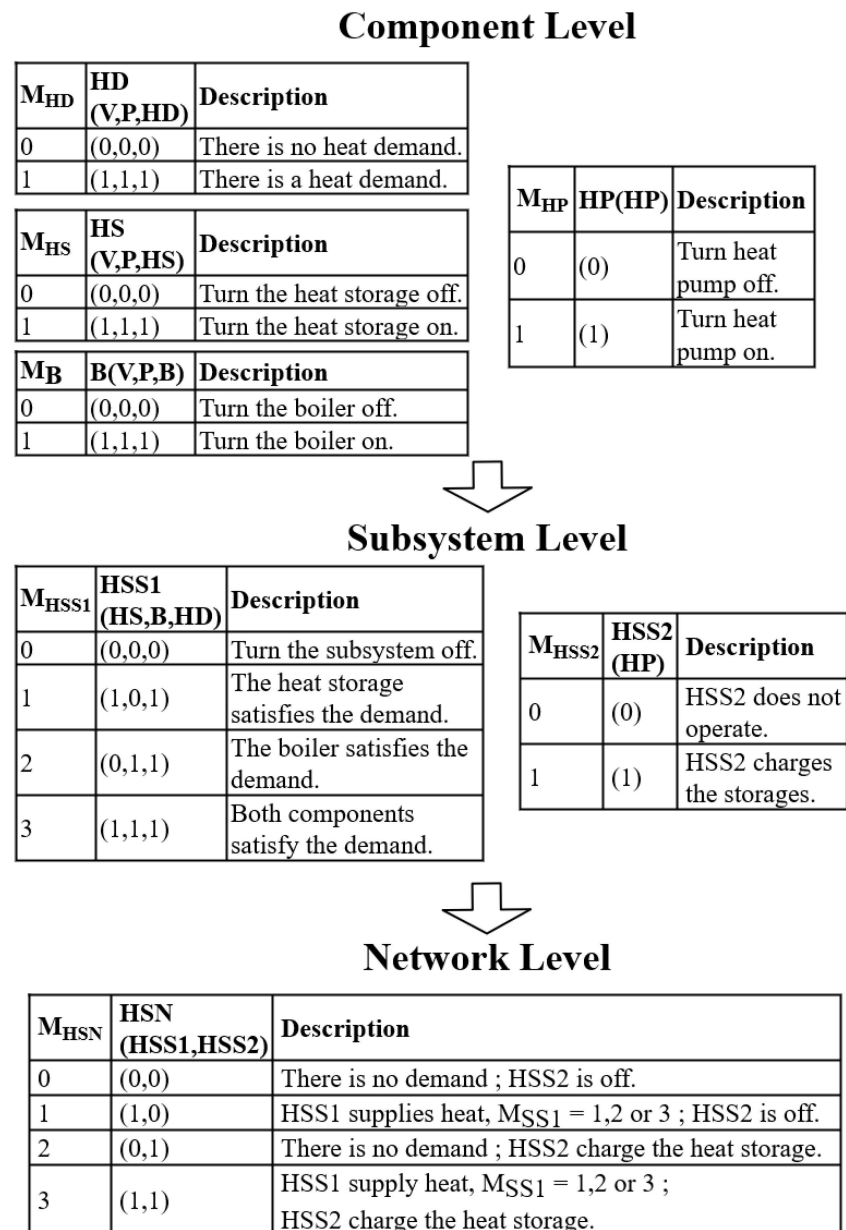 Component Level
M_HD HD (V,P,HD) Description
0 (0,0,0) There is no heat demand.
1 (1,1,1) There is a heat demand.
M_HS HS (V,P,HS) Description
0 (0,0,0) Turn the heat storage off.
1 (1,1,1) Turn the heat storage on.
M_B B(V,P,B) Description
0 (0,0,0) Turn the boiler off.
1 (1,1,1) Turn the boiler on.
M_HP HP(HP) Description
0 (0) Turn heat
pump off.
1 (1) Turn heat
pump on.
Subsystem Level
M_HSS1 HSS1 (HS,B,HD) Description
0 (0,0,0) Turn the subsystem off.
1 (1,0,1) The heat storage
satisfies the demand.
2 (0,1,1) The boiler satisfies the
demand.
3 (1,1,1) Both components
satisfy the demand.
M_HSS2 HSS2 (HP) Description
0 (0) HSS2 does not
operate.
1 (1) HSS2 charges
the storages.
Network Level
M_HSN HSN (HSS1,HSS2) Description
0 (0,0) There is no demand ; HSS2 is off.
1 (1,0) HSS1 supplies heat, M_SS1 = 1,2 or 3 ; HSS2 is off.
2 (0,1) There is no demand ; HSS2 charge the heat storage.
3 (1,1) HSS1 supply heat, M_SS1 = 1,2 or 3 ;
HSS2 charge the heat storage.